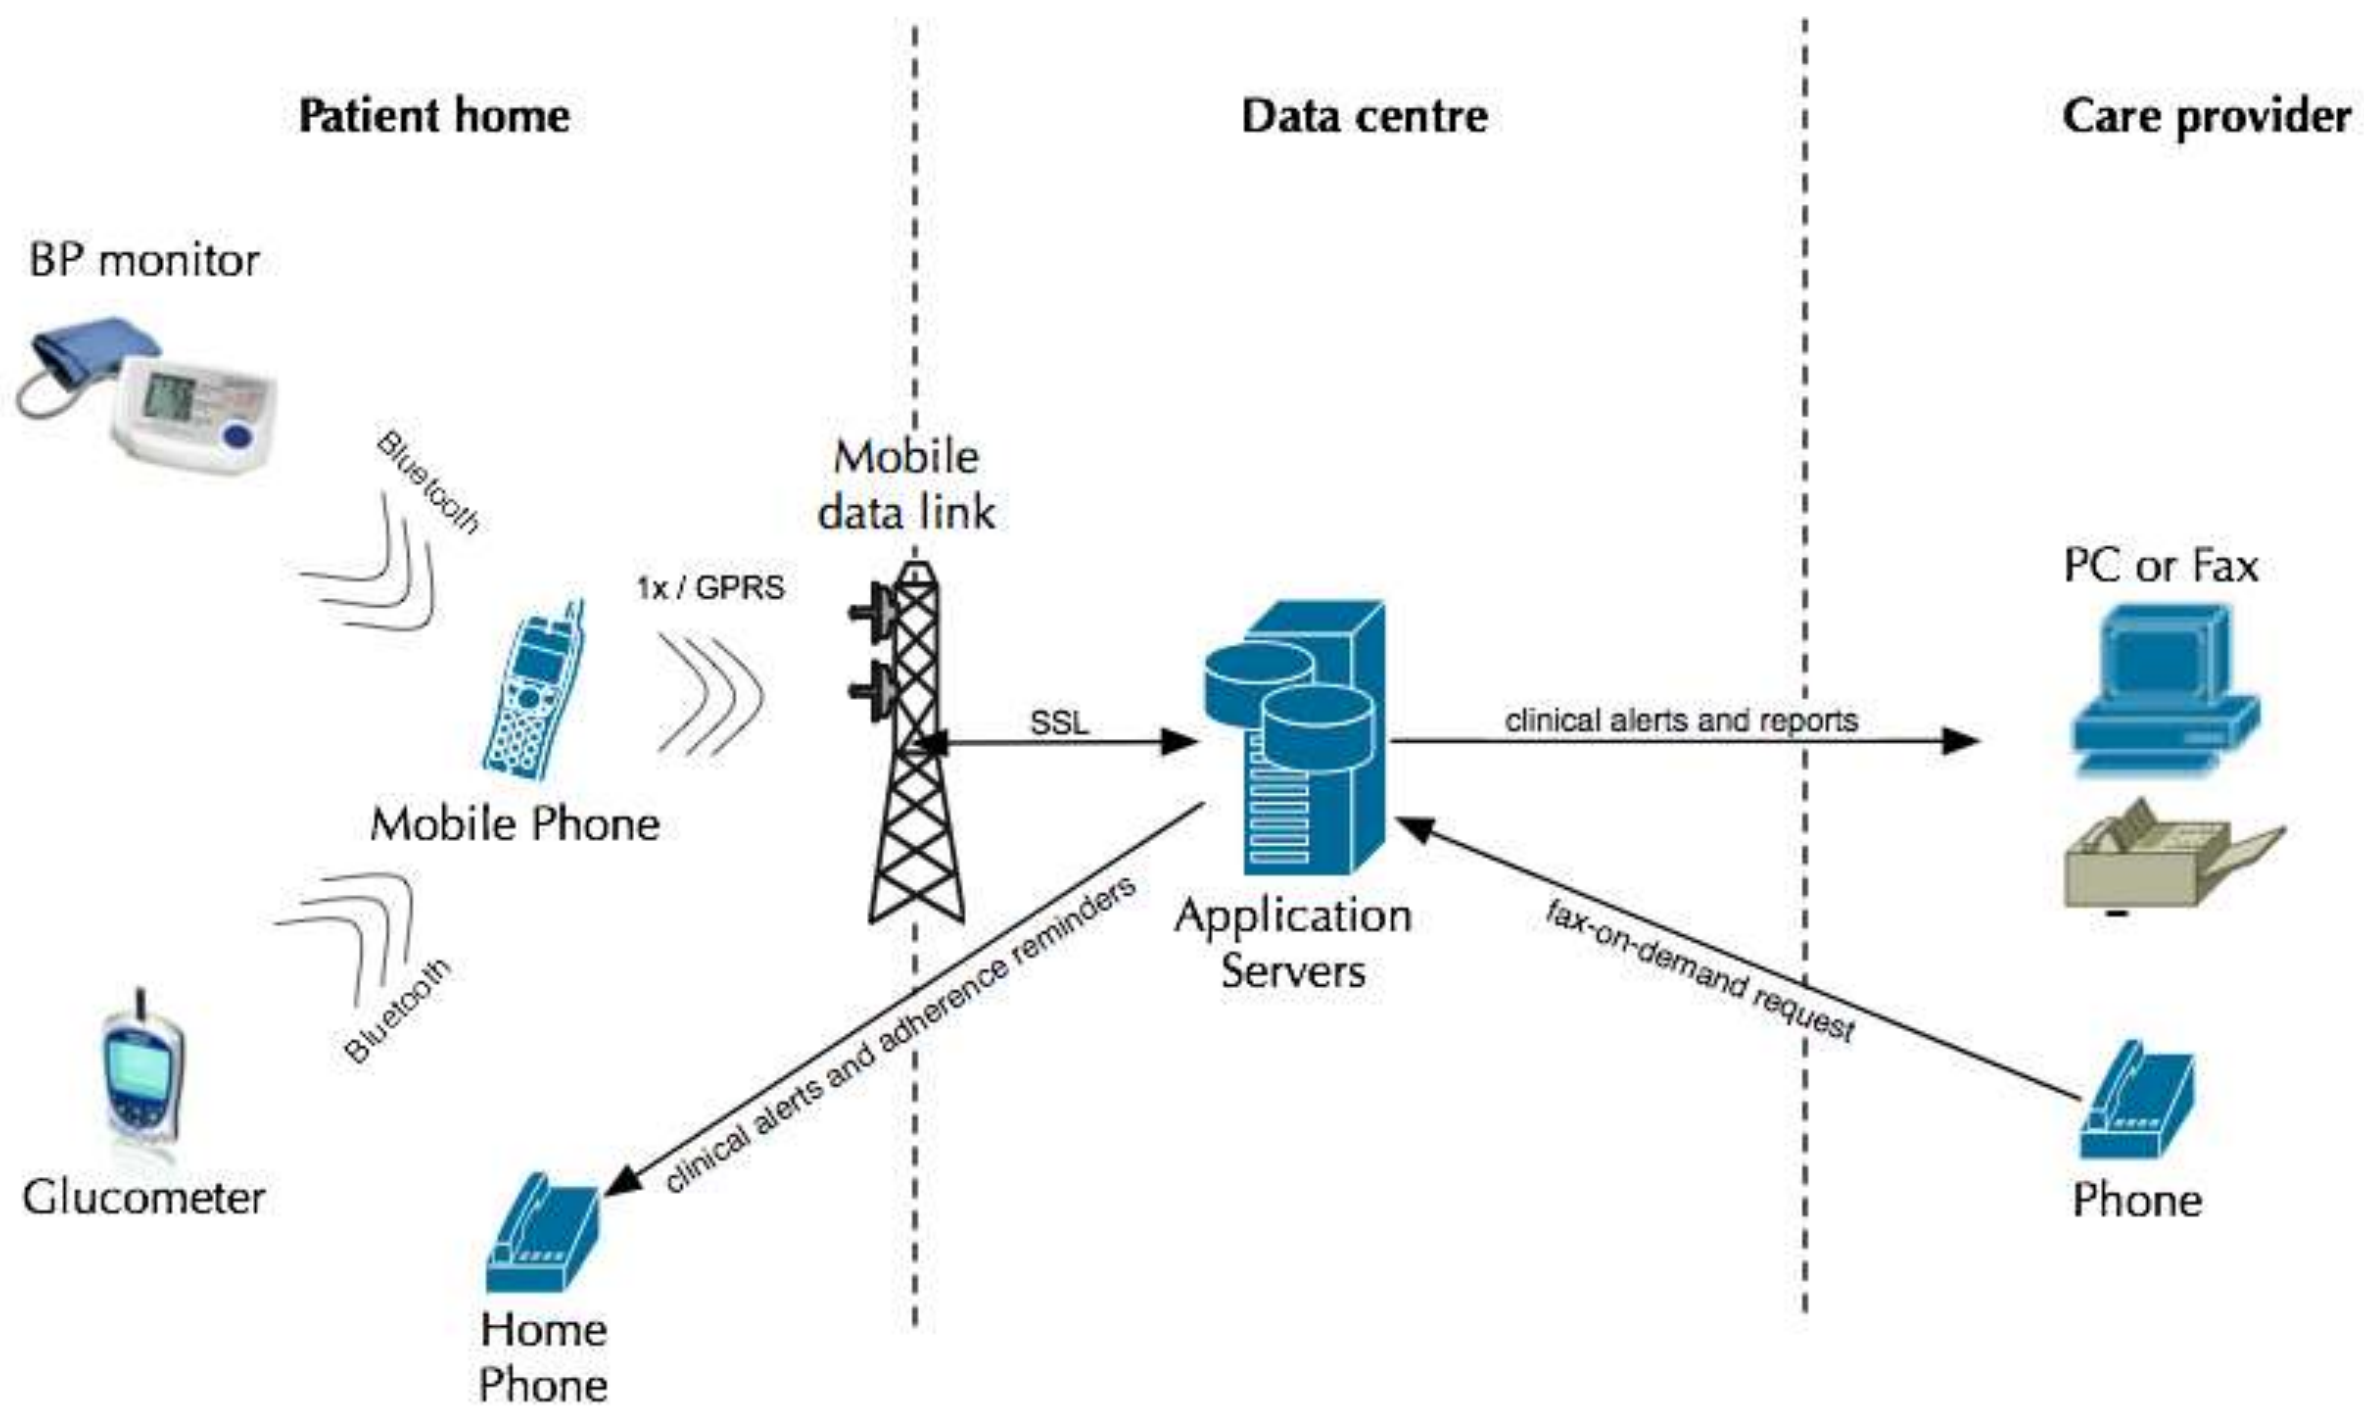 Patient home
Data centre
Care provider
BP monitor
Bluetooth
Mobile
data link
1x / GPRS
PC or Fax
SSL
clinical alerts and reports
Mobile Phone
Application
Servers
clinical alerts and adherence reminders
fax-on-demand request
Bluetooth
Glucometer
Phone
Home
Phone